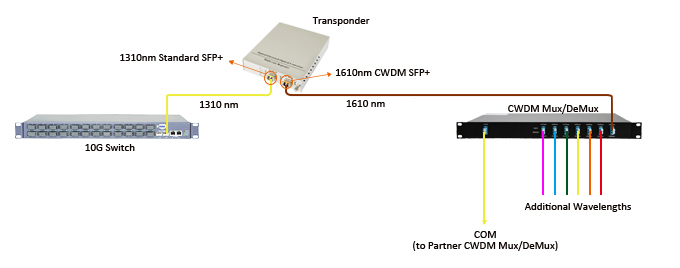 Transponder
1310nm Standard SFP+
1610nm CWDM SFP+
1310 nm
1610 nm
CWDM Mux/DeMux
10G Switch
Additional Wavelengths
COM
(to Partner CWDM Mux/DeMux)